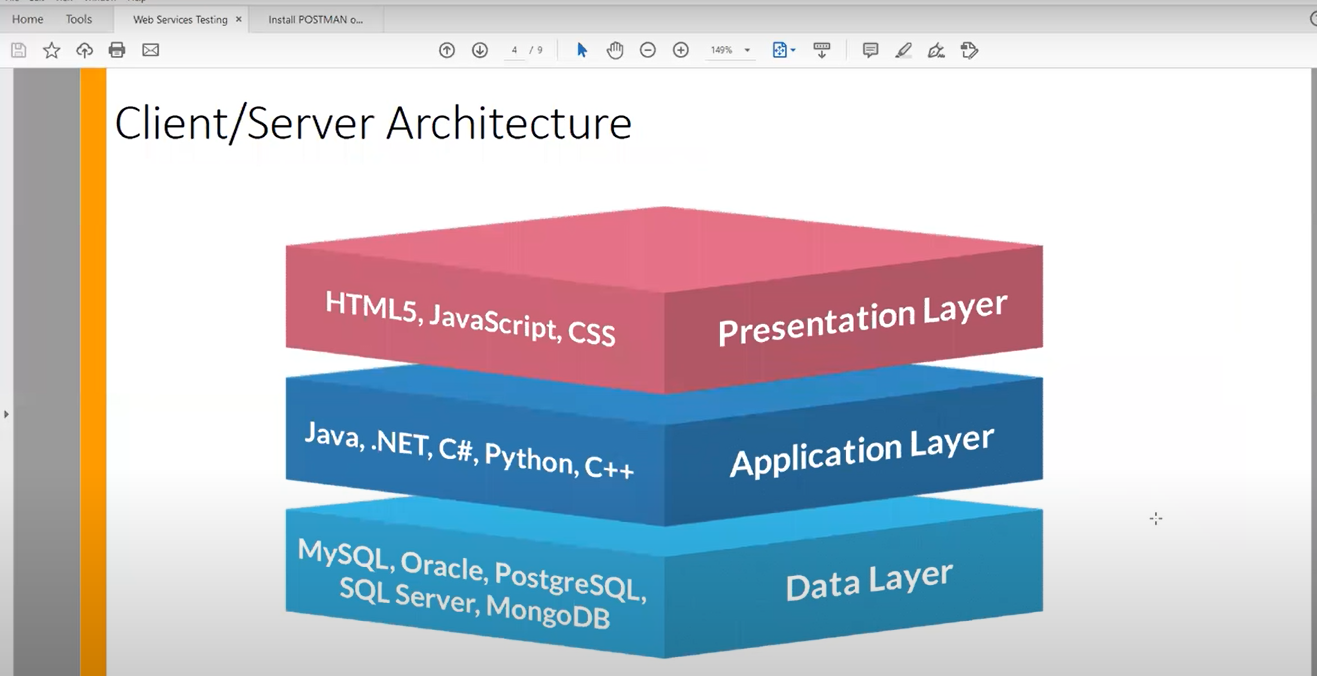 Home Tools Web Services Testing × Install POSTMAN o...
4 / 9 149%
Client/Server Architecture
HTML5, JavaScript, CSS
Presentation Layer
Java, .NET, C#, Python, C++
Application Layer
MySQL, Oracle, PostgreSQL,
SQL Server, MongoDB
Data Layer